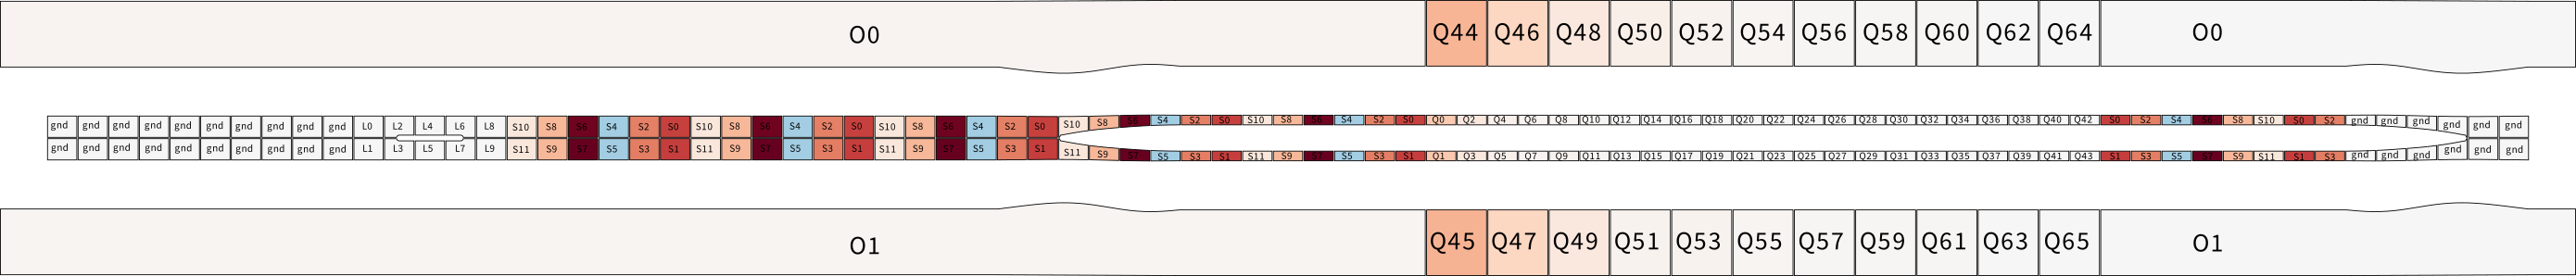 O0 Q44 Q46 Q48 Q50 Q52 Q54 Q56 Q58 Q60 Q62 Q64 O0
gnd gnd gnd gnd gnd gnd gnd gnd gnd gnd L0 L2 L4 L6 L8 S10 S8 S6 S4 S2 S0 S10 S8 S6 S4 S2 S0 S10 S8 S6 S4 S2 S0 S10 S8 S6 S4 S2 S0 S10 S8 S6 S4 S2 S0 Q0 Q2 Q4 Q6 Q8 Q10 Q12 Q14 Q16 Q18 Q20 Q22 Q24 Q26 Q28 Q30 Q32 Q34 Q36 Q38 Q40 Q42 S0 S2 S4 S6 S8 S10 S0 S2 gnd gnd gnd gnd gnd gnd
gnd gnd gnd gnd gnd gnd gnd gnd gnd gnd L1 L3 L5 L7 L9 S11 S9 S7 S5 S3 S1 S11 S9 S7 S5 S3 S1 S11 S9 S7 S5 S3 S1 S11 S9 S7 S5 S3 S1 S11 S9 S7 S5 S3 S1 Q1 Q3 Q5 Q7 Q9 Q11 Q13 Q15 Q17 Q19 Q21 Q23 Q25 Q27 Q29 Q31 Q33 Q35 Q37 Q39 Q41 Q43 S1 S3 S5 S7 S9 S11 S1 S3 gnd gnd gnd gnd gnd gnd
O1 Q45 Q47 Q49 Q51 Q53 Q55 Q57 Q59 Q61 Q63 Q65 O1